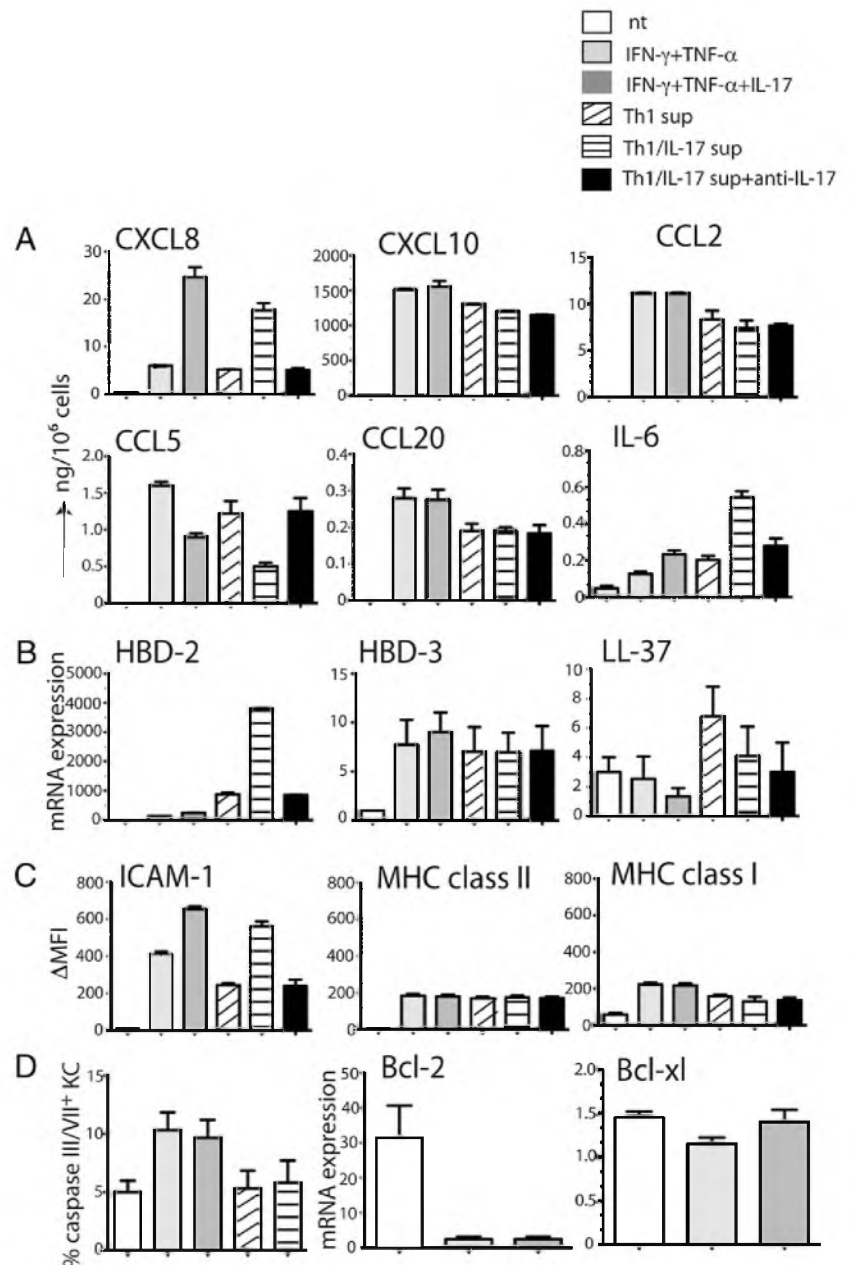 nt
IFN-γ+TNF-α
IFN-γ+TNF-α+IL-17
Th1 sup
Th1/IL-17 sup
Th1/IL-17 sup+anti-IL-17
A
CXCL8
30
20
10
0
CXCL10
2000
1500
1000
500
0
CCL2
15
10
5
0
ng/10⁶ cells
CCL5
2.0
1.5
1.0
0.5
0
CCL20
0.4
0.3
0.2
0.1
0
IL-6
0.8
0.6
0.4
0.2
0
B
mRNA expression
HBD-2
5000
4000
3000
2000
1000
0
HBD-3
15
10
5
0
LL-37
10
8
6
4
2
0
C
ΔMFI
ICAM-1
800
600
400
200
0
MHC class II
800
600
400
200
0
MHC class I
800
600
400
200
0
D
% caspase III/VII⁺ KC
15
10
5
0
mRNA expression
Bcl-2
50
40
30
20
10
0
Bcl-xl
2.0
1.5
1.0
0.5
0